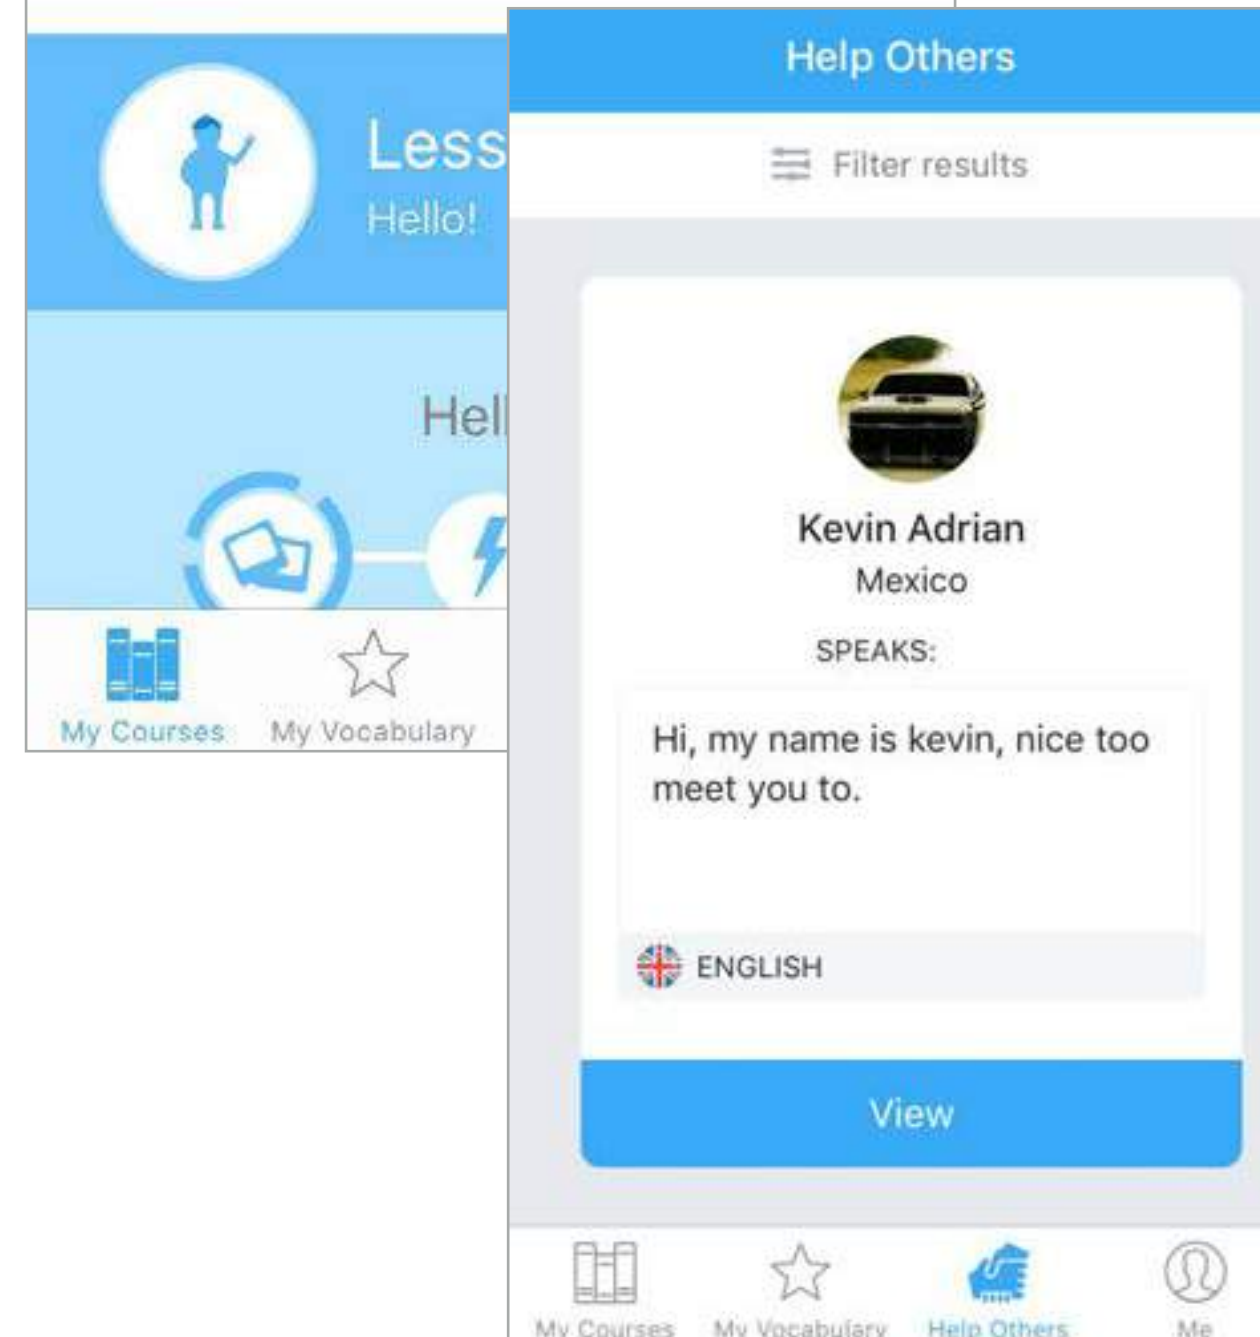 Less
Hello!
Hell
My Courses
My Vocabulary
Help Others
Filter results
Kevin Adrian
Mexico
SPEAKS:
Hi, my name is kevin, nice too
meet you to.
ENGLISH
View
My Courses
My Vocabulary
Help Others
Me